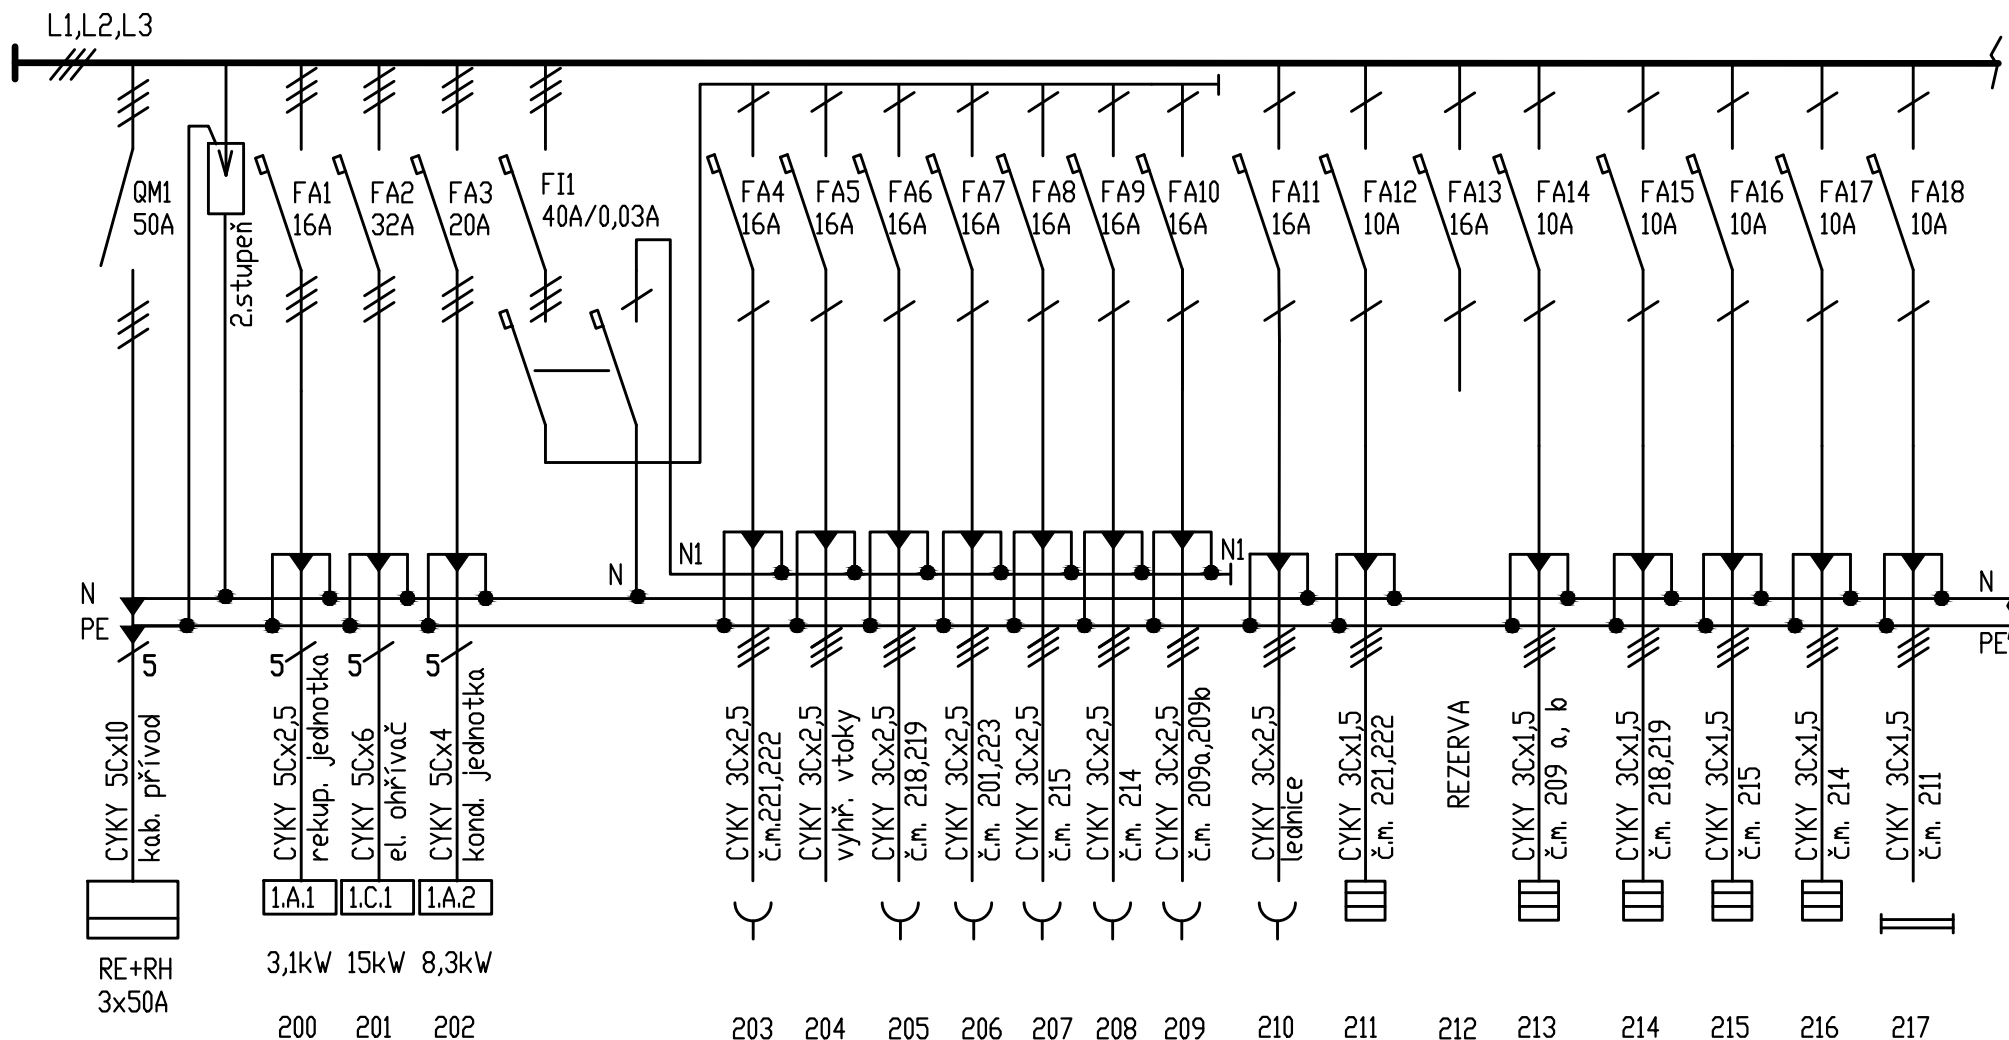 L1,L2,L3
QM1
50A
2.stupeň
FA1
16A
FA2
32A
FA3
20A
FI1
40A/0,03A
FA4
16A
FA5
16A
FA6
16A
FA7
16A
FA8
16A
FA9
16A
FA10
16A
FA11
16A
FA12
10A
FA13
16A
FA14
10A
FA15
10A
FA16
10A
FA17
10A
FA18
10A
N1
N1
N
N
N
PE
PE
5
5
5
5
CYKY 5Cx10
kab. přívod
CYKY 5Cx2,5
rekup. jednotka
CYKY 5Cx6
el. ohřívač
CYKY 5Cx4
kond. jednotka
CYKY 3Cx2,5
č.m.221,222
CYKY 3Cx2,5
vyhř. vtoky
CYKY 3Cx2,5
č.m. 218,219
CYKY 3Cx2,5
č.m. 201,223
CYKY 3Cx2,5
č.m. 215
CYKY 3Cx2,5
č.m. 214
CYKY 3Cx2,5
č.m. 209a,209b
CYKY 3Cx2,5
lednice
CYKY 3Cx1,5
č.m. 221,222
REZERVA
CYKY 3Cx1,5
č.m. 209 a, b
CYKY 3Cx1,5
č.m. 218,219
CYKY 3Cx1,5
č.m. 215
CYKY 3Cx1,5
č.m. 214
CYKY 3Cx1,5
č.m. 211
1.A.1
1.C.1
1.A.2
RE+RH
3x50A
3,1kW
15kW
8,3kW
200
201
202
203
204
205
206
207
208
209
210
211
212
213
214
215
216
217